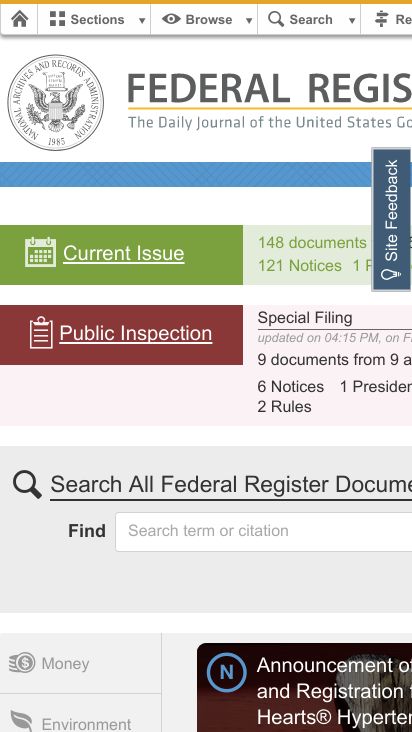 Sections Browse Search Re
NATIONAL ARCHIVES AND RECORDS ADMINISTRATION
1985
FEDERAL REGIS
The Daily Journal of the United States Go
Site Feedback
Current Issue
148 documents
121 Notices 1
Public Inspection
Special Filing
updated on 04:15 PM, on F
9 documents from 9 a
6 Notices 1 Presiden
2 Rules
Search All Federal Register Docume
Find Search term or citation
Money
Environment
N
Announcement of
and Registration
Hearts® Hyperten